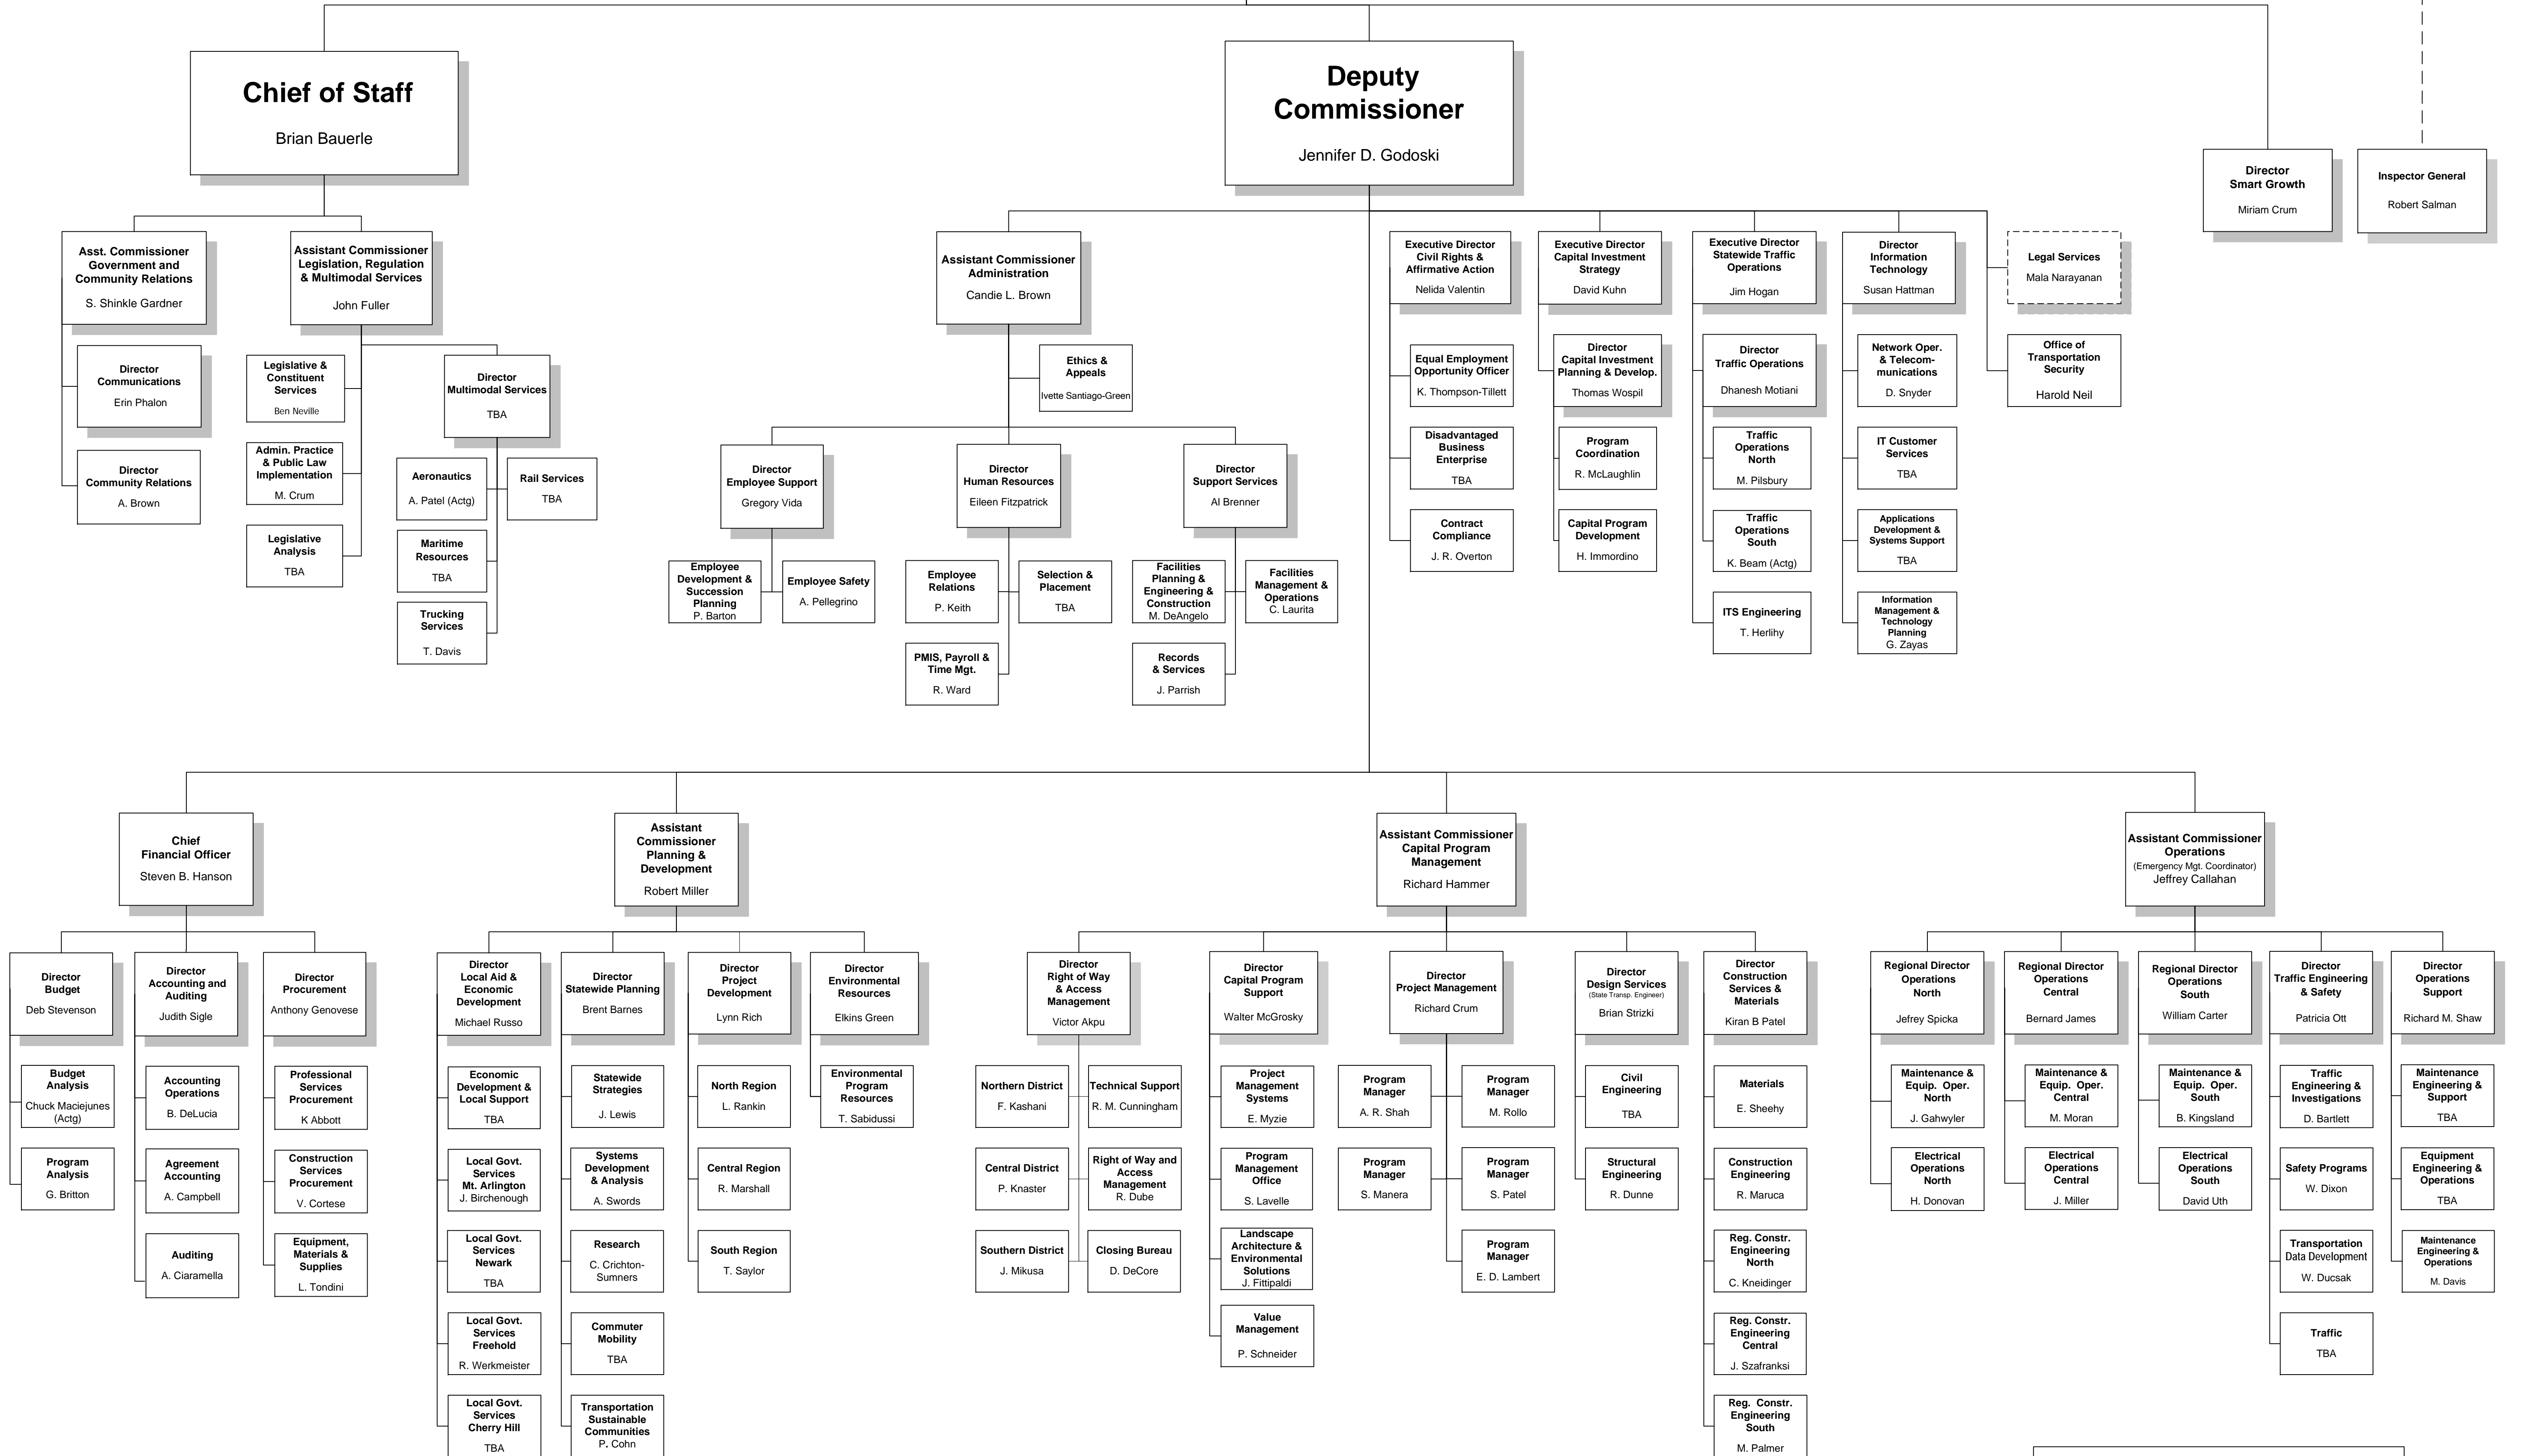 Chief of Staff
Brian Bauerle
Deputy
Commissioner
Jennifer D. Godoski
Director
Smart Growth
Miriam Crum
Inspector General
Robert Salman
Asst. Commissioner
Government and
Community Relations
S. Shinkle Gardner
Director
Communications
Erin Phalon
Director
Community Relations
A. Brown
Assistant Commissioner
Legislation, Regulation
& Multimodal Services
John Fuller
Legislative &
Constituent
Services
Ben Neville
Admin. Practice
& Public Law
Implementation
M. Crum
Legislative
Analysis
TBA
Director
Multimodal Services
TBA
Aeronautics
A. Patel (Actg)
Rail Services
TBA
Maritime
Resources
TBA
Trucking
Services
T. Davis
Assistant Commissioner
Administration
Candie L. Brown
Ethics &
Appeals
Ivette Santiago-Green
Director
Employee Support
Gregory Vida
Employee
Development &
Succession
Planning
P. Barton
Employee Safety
A. Pellegrino
Director
Human Resources
Eileen Fitzpatrick
Employee
Relations
P. Keith
Selection &
Placement
TBA
PMIS, Payroll &
Time Mgt.
R. Ward
Director
Support Services
Al Brenner
Facilities
Planning &
Engineering &
Construction
M. DeAngelo
Facilities
Management &
Operations
C. Laurita
Records
& Services
J. Parrish
Executive Director
Civil Rights &
Affirmative Action
Nelida Valentin
Equal Employment
Opportunity Officer
K. Thompson-Tillett
Disadvantaged
Business
Enterprise
TBA
Contract
Compliance
J. R. Overton
Executive Director
Capital Investment
Strategy
David Kuhn
Director
Capital Investment
Planning & Develop.
Thomas Wospil
Program
Coordination
R. McLaughlin
Capital Program
Development
H. Immordino
Executive Director
Statewide Traffic
Operations
Jim Hogan
Director
Traffic Operations
Dhanesh Motiani
Traffic
Operations
North
M. Pilsbury
Traffic
Operations
South
K. Beam (Actg)
ITS Engineering
T. Herlihy
Director
Information
Technology
Susan Hattman
Network Oper.
& Telecom-
munications
D. Snyder
IT Customer
Services
TBA
Applications
Development &
Systems Support
TBA
Information
Management &
Technology
Planning
G. Zayas
Legal Services
Mala Narayanan
Office of
Transportation
Security
Harold Neil
Chief
Financial Officer
Steven B. Hanson
Director
Budget
Deb Stevenson
Budget
Analysis
Chuck Maciejunes
(Actg)
Program
Analysis
G. Britton
Director
Accounting and
Auditing
Judith Sigle
Accounting
Operations
B. DeLucia
Agreement
Accounting
A. Campbell
Auditing
A. Ciaramella
Director
Procurement
Anthony Genovese
Professional
Services
Procurement
K Abbott
Construction
Services
Procurement
V. Cortese
Equipment,
Materials &
Supplies
L. Tondini
Assistant
Commissioner
Planning &
Development
Robert Miller
Director
Local Aid &
Economic
Development
Michael Russo
Economic
Development &
Local Support
TBA
Local Govt.
Services
Mt. Arlington
J. Birchenough
Local Govt.
Services
Newark
TBA
Local Govt.
Services
Freehold
R. Werkmeister
Local Govt.
Services
Cherry Hill
TBA
Director
Statewide Planning
Brent Barnes
Statewide
Strategies
J. Lewis
Systems
Development
& Analysis
A. Swords
Research
C. Crichton-
Sumners
Commuter
Mobility
TBA
Transportation
Sustainable
Communities
P. Cohn
Director
Project
Development
Lynn Rich
North Region
L. Rankin
Central Region
R. Marshall
South Region
T. Saylor
Director
Environmental
Resources
Elkins Green
Environmental
Program
Resources
T. Sabidussi
Assistant Commissioner
Capital Program
Management
Richard Hammer
Director
Right of Way
& Access
Management
Victor Akpu
Northern District
F. Kashani
Technical Support
R. M. Cunningham
Central District
P. Knaster
Right of Way and
Access
Management
R. Dube
Southern District
J. Mikusa
Closing Bureau
D. DeCore
Director
Capital Program
Support
Walter McGrosky
Project
Management
Systems
E. Myzie
Program
Management
Office
S. Lavelle
Landscape
Architecture &
Environmental
Solutions
J. Fittipaldi
Value
Management
P. Schneider
Director
Project Management
Richard Crum
Program
Manager
A. R. Shah
Program
Manager
M. Rollo
Program
Manager
S. Manera
Program
Manager
S. Patel
Program
Manager
E. D. Lambert
Director
Design Services
(State Transp. Engineer)
Brian Strizki
Civil
Engineering
TBA
Structural
Engineering
R. Dunne
Director
Construction
Services &
Materials
Kiran B Patel
Materials
E. Sheehy
Construction
Engineering
R. Maruca
Reg. Constr.
Engineering
North
C. Kneidinger
Reg. Constr.
Engineering
Central
J. Szafranksi
Reg. Constr.
Engineering
South
M. Palmer
Assistant Commissioner
Operations
(Emergency Mgt. Coordinator)
Jeffrey Callahan
Regional Director
Operations
North
Jefrey Spicka
Maintenance &
Equip. Oper.
North
J. Gahwyler
Electrical
Operations
North
H. Donovan
Regional Director
Operations
Central
Bernard James
Maintenance &
Equip. Oper.
Central
M. Moran
Electrical
Operations
Central
J. Miller
Regional Director
Operations
South
William Carter
Maintenance &
Equip. Oper.
South
B. Kingsland
Electrical
Operations
South
David Uth
Director
Traffic Engineering
& Safety
Patricia Ott
Traffic
Engineering &
Investigations
D. Bartlett
Safety Programs
W. Dixon
Transportation
Data Development
W. Ducsak
Traffic
TBA
Director
Operations
Support
Richard M. Shaw
Maintenance
Engineering &
Support
TBA
Equipment
Engineering &
Operations
TBA
Maintenance
Engineering &
Operations
M. Davis